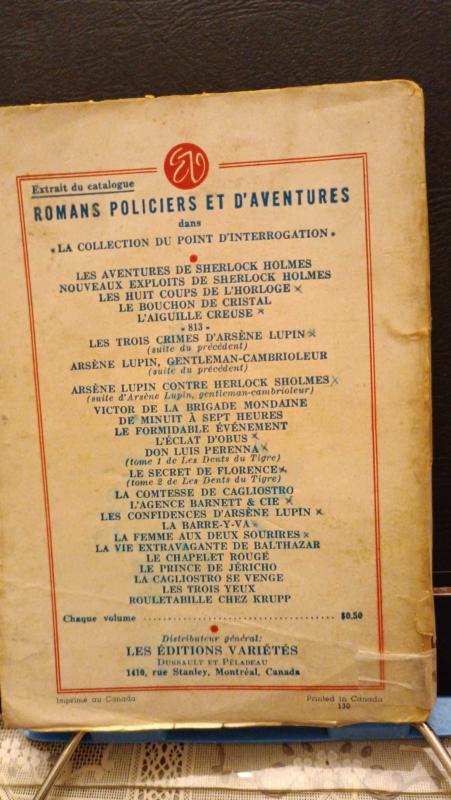 EV
Extrait du catalogue
ROMANS POLICIERS ET D'AVENTURES
dans
"LA COLLECTION DU POINT D'INTERROGATION"
LES AVENTURES DE SHERLOCK HOLMES
NOUVEAUX EXPLOITS DE SHERLOCK HOLMES
LES HUIT COUPS DE L'HORLOGE ×
LE BOUCHON DE CRISTAL
L'AIGUILLE CREUSE ×
"813"
LES TROIS CRIMES D'ARSÈNE LUPIN ×
(suite du précédent)
ARSÈNE LUPIN, GENTLEMAN-CAMBRIOLEUR
(suite du précédent)
ARSÈNE LUPIN CONTRE HERLOCK SHOLMES ×
(suite d'Arsène Lupin, gentleman-cambrioleur)
VICTOR DE LA BRIGADE MONDAINE
DE MINUIT À SEPT HEURES
LE FORMIDABLE ÉVÉNEMENT
L'ÉCLAT D'OBUS ×
DON LUIS PERENNA ×
(tome 1 de Les Dents du Tigre)
LE SECRET DE FLORENCE ×
(tome 2 de Les Dents du Tigre)
LA COMTESSE DE CAGLIOSTRO
L'AGENCE BARNETT & CIE ×
LES CONFIDENCES D'ARSÈNE LUPIN ×
LA BARRE-Y-VA ×
LA FEMME AUX DEUX SOURIRES ×
LA VIE EXTRAVAGANTE DE BALTHAZAR
LE CHAPELET ROUGE
LE PRINCE DE JÉRICHO
LA CAGLIOSTRO SE VENGE
LES TROIS YEUX
ROULETABILLE CHEZ KRUPP
Chaque volume ........................................ $0,50
Distributeur général:
LES ÉDITIONS VARIÉTÉS
DUSSAULT ET PÉLADEAU
1410, rue Stanley, Montréal, Canada
Imprimé au Canada
Printed in Canada
130